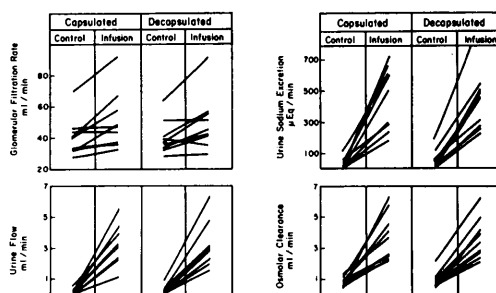 Capsulated Decapsulated
Control Infusion Control Infusion
Glomerular Filtration Rate
ml / min
80
60
40
20
Capsulated Decapsulated
Control Infusion Control Infusion
Urine Sodium Excretion
µEq / min
700
500
300
100
Urine Flow
ml / min
7
5
3
1
Osmolar Clearance
ml / min
7
5
3
1